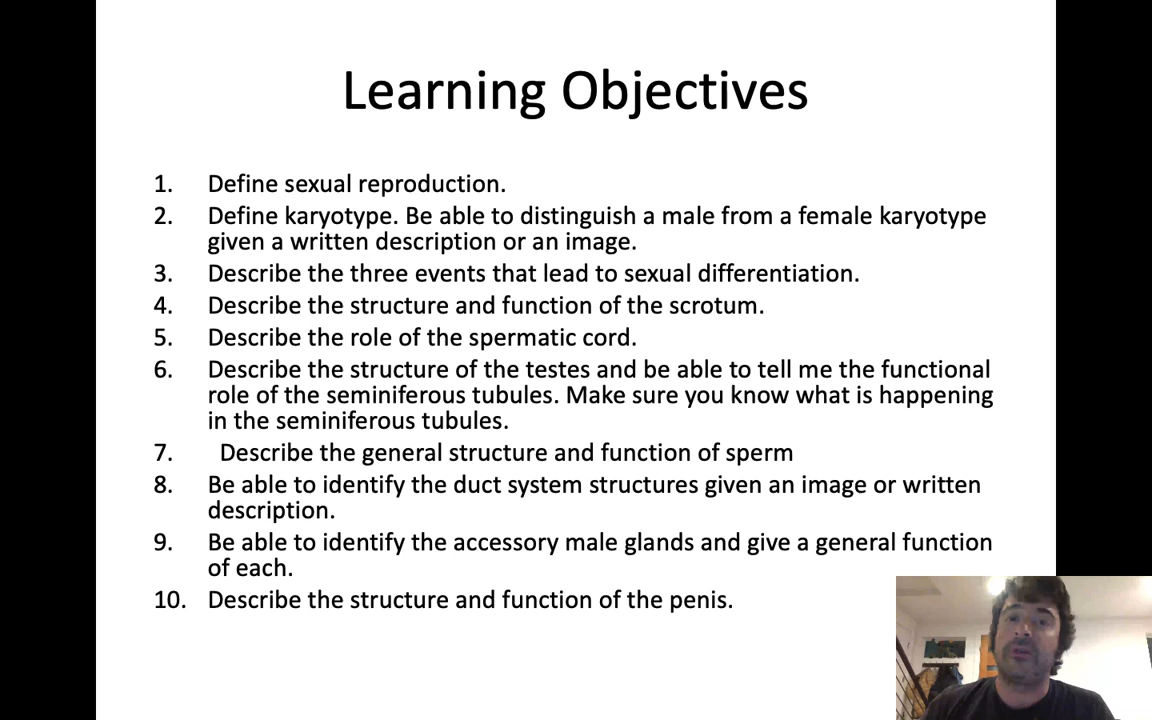 Learning Objectives
1. Define sexual reproduction.
2. Define karyotype. Be able to distinguish a male from a female karyotype
given a written description or an image.
3. Describe the three events that lead to sexual differentiation.
4. Describe the structure and function of the scrotum.
5. Describe the role of the spermatic cord.
6. Describe the structure of the testes and be able to tell me the functional
role of the seminiferous tubules. Make sure you know what is happening
in the seminiferous tubules.
7. Describe the general structure and function of sperm
8. Be able to identify the duct system structures given an image or written
description.
9. Be able to identify the accessory male glands and give a general function
of each.
10. Describe the structure and function of the penis.